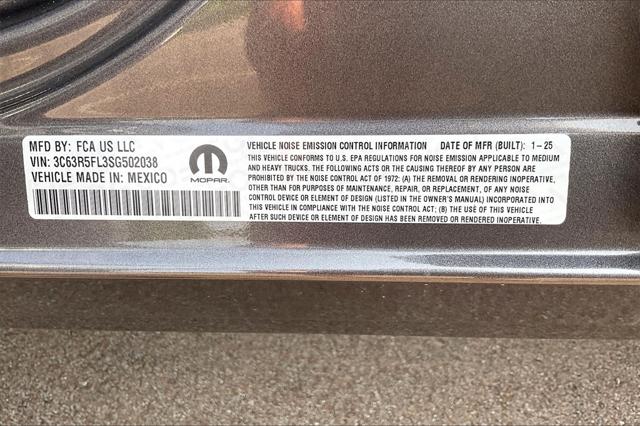 MFD BY: FCA US LLC
VIN: 3C63R5FL3SG502038
VEHICLE MADE IN: MEXICO
MOPAR
VEHICLE NOISE EMISSION CONTROL INFORMATION DATE OF MFR (BUILT): 1-25
THIS VEHICLE CONFORMS TO U.S. EPA REGULATIONS FOR NOISE EMISSION APPLICABLE TO MEDIUM
AND HEAVY TRUCKS. THE FOLLOWING ACTS OR THE CAUSING THEREOF BY ANY PERSON ARE
PROHIBITED BY THE NOISE CONTROL ACT OF 1972: (A) THE REMOVAL OR RENDERING INOPERATIVE,
OTHER THAN FOR PURPOSES OF MAINTENANCE, REPAIR, OR REPLACEMENT, OF ANY NOISE
CONTROL DEVICE OR ELEMENT OF DESIGN (LISTED IN THE OWNER'S MANUAL) INCORPORATED INTO
THIS VEHICLE IN COMPLIANCE WITH THE NOISE CONTROL ACT; (B) THE USE OF THIS VEHICLE
AFTER SUCH DEVICE OR ELEMENT OF DESIGN HAS BEEN REMOVED OR RENDERED INOPERATIVE.